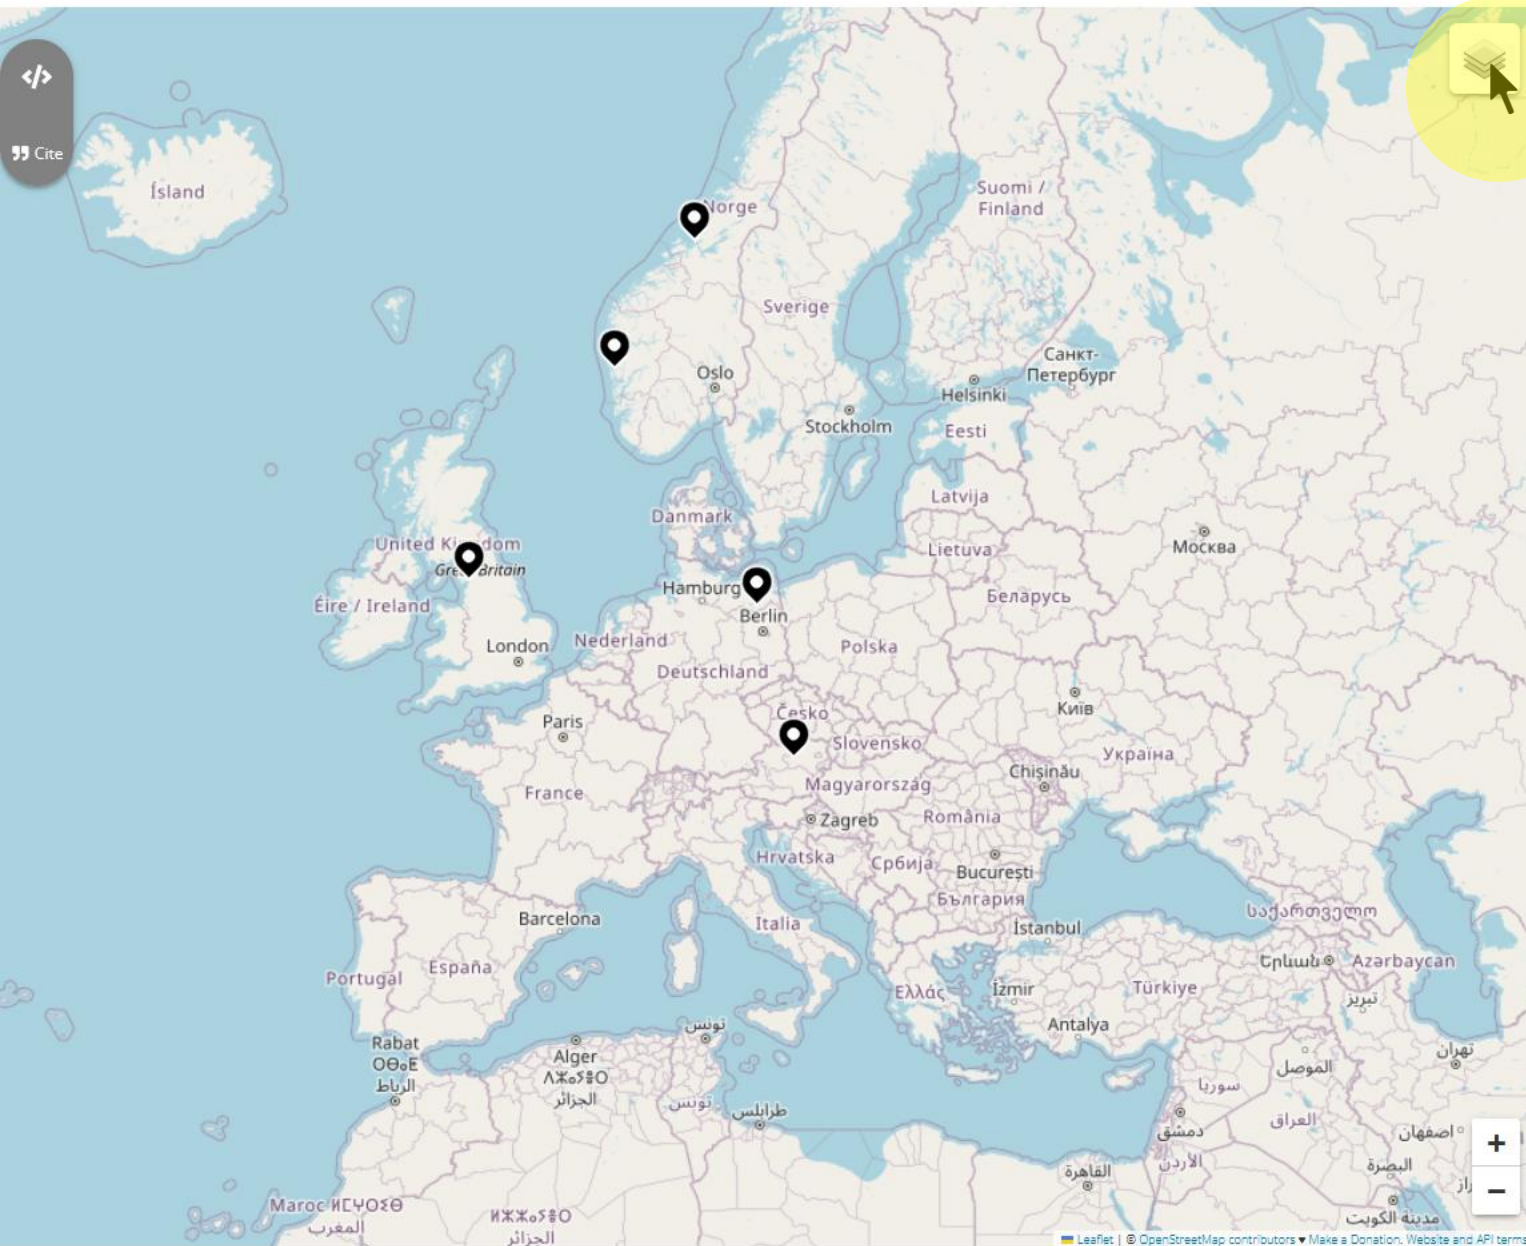 Cite
Ísland
Norge
Suomi /
Finland
Sverige
Oslo
Санкт-
Петербург
Helsinki
Stockholm
Eesti
Latvija
Danmark
Lietuva
Москва
United Kingdom
Great Britain
Hamburg
Éire / Ireland
Berlin
Беларусь
London
Nederland
Polska
Deutschland
Київ
Paris
Česko
Slovensko
Україна
Chișinău
France
Magyarország
Zagreb
România
Hrvatska
Србија
București
България
საქართველო
Barcelona
Italia
İstanbul
Երևան
Azərbaycan
Portugal
España
Ελλάς
İzmir
Türkiye
تبریز
Antalya
تونس
Rabat
ⵔⴱⴰⵟ
الرباط
Alger
ⴷⵣⴰⵢⴻⵔ
الجزائر
تهران
الموصل
سوريا
تونس
طرابلس
دمشق
العراق
اصفهان
الأردن
القاهرة
البصرة
مدينة الكويت
Maroc
المغرب
الجزائر
+
−
Leaflet | © OpenStreetMap contributors ♥ Make a Donation. Website and API terms